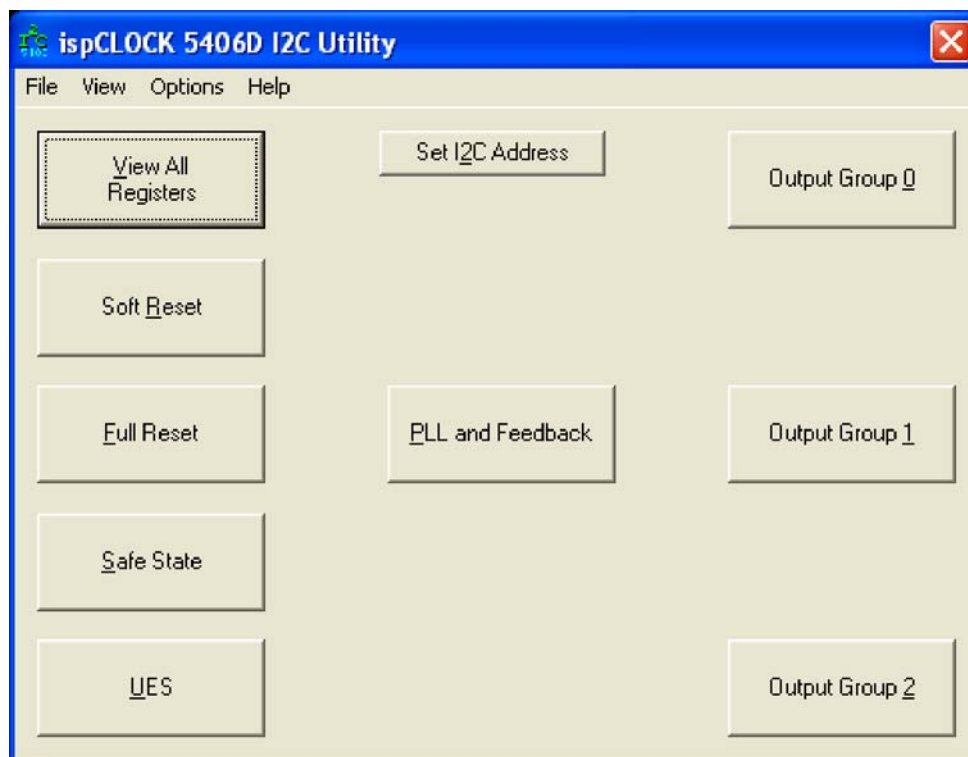 ispCLOCK 5406D I2C Utility
File View Options Help
View All
Registers
Set I2C Address
Output Group 0
Soft Reset
Full Reset
PLL and Feedback
Output Group 1
Safe State
UES
Output Group 2